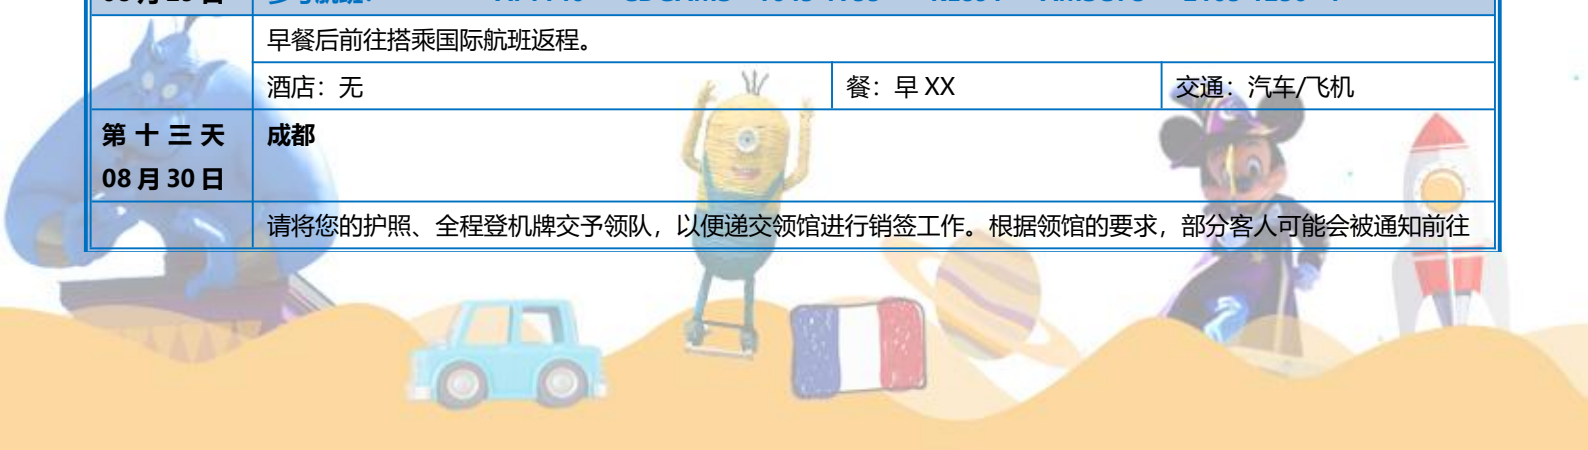 早餐后前往搭乘国际航班返程。
酒店：无 餐：早 XX 交通：汽车/飞机
第十三天 成都
08月30日
请将您的护照、全程登机牌交予领队，以便递交领馆进行销签工作。根据领馆的要求，部分客人可能会被通知前往